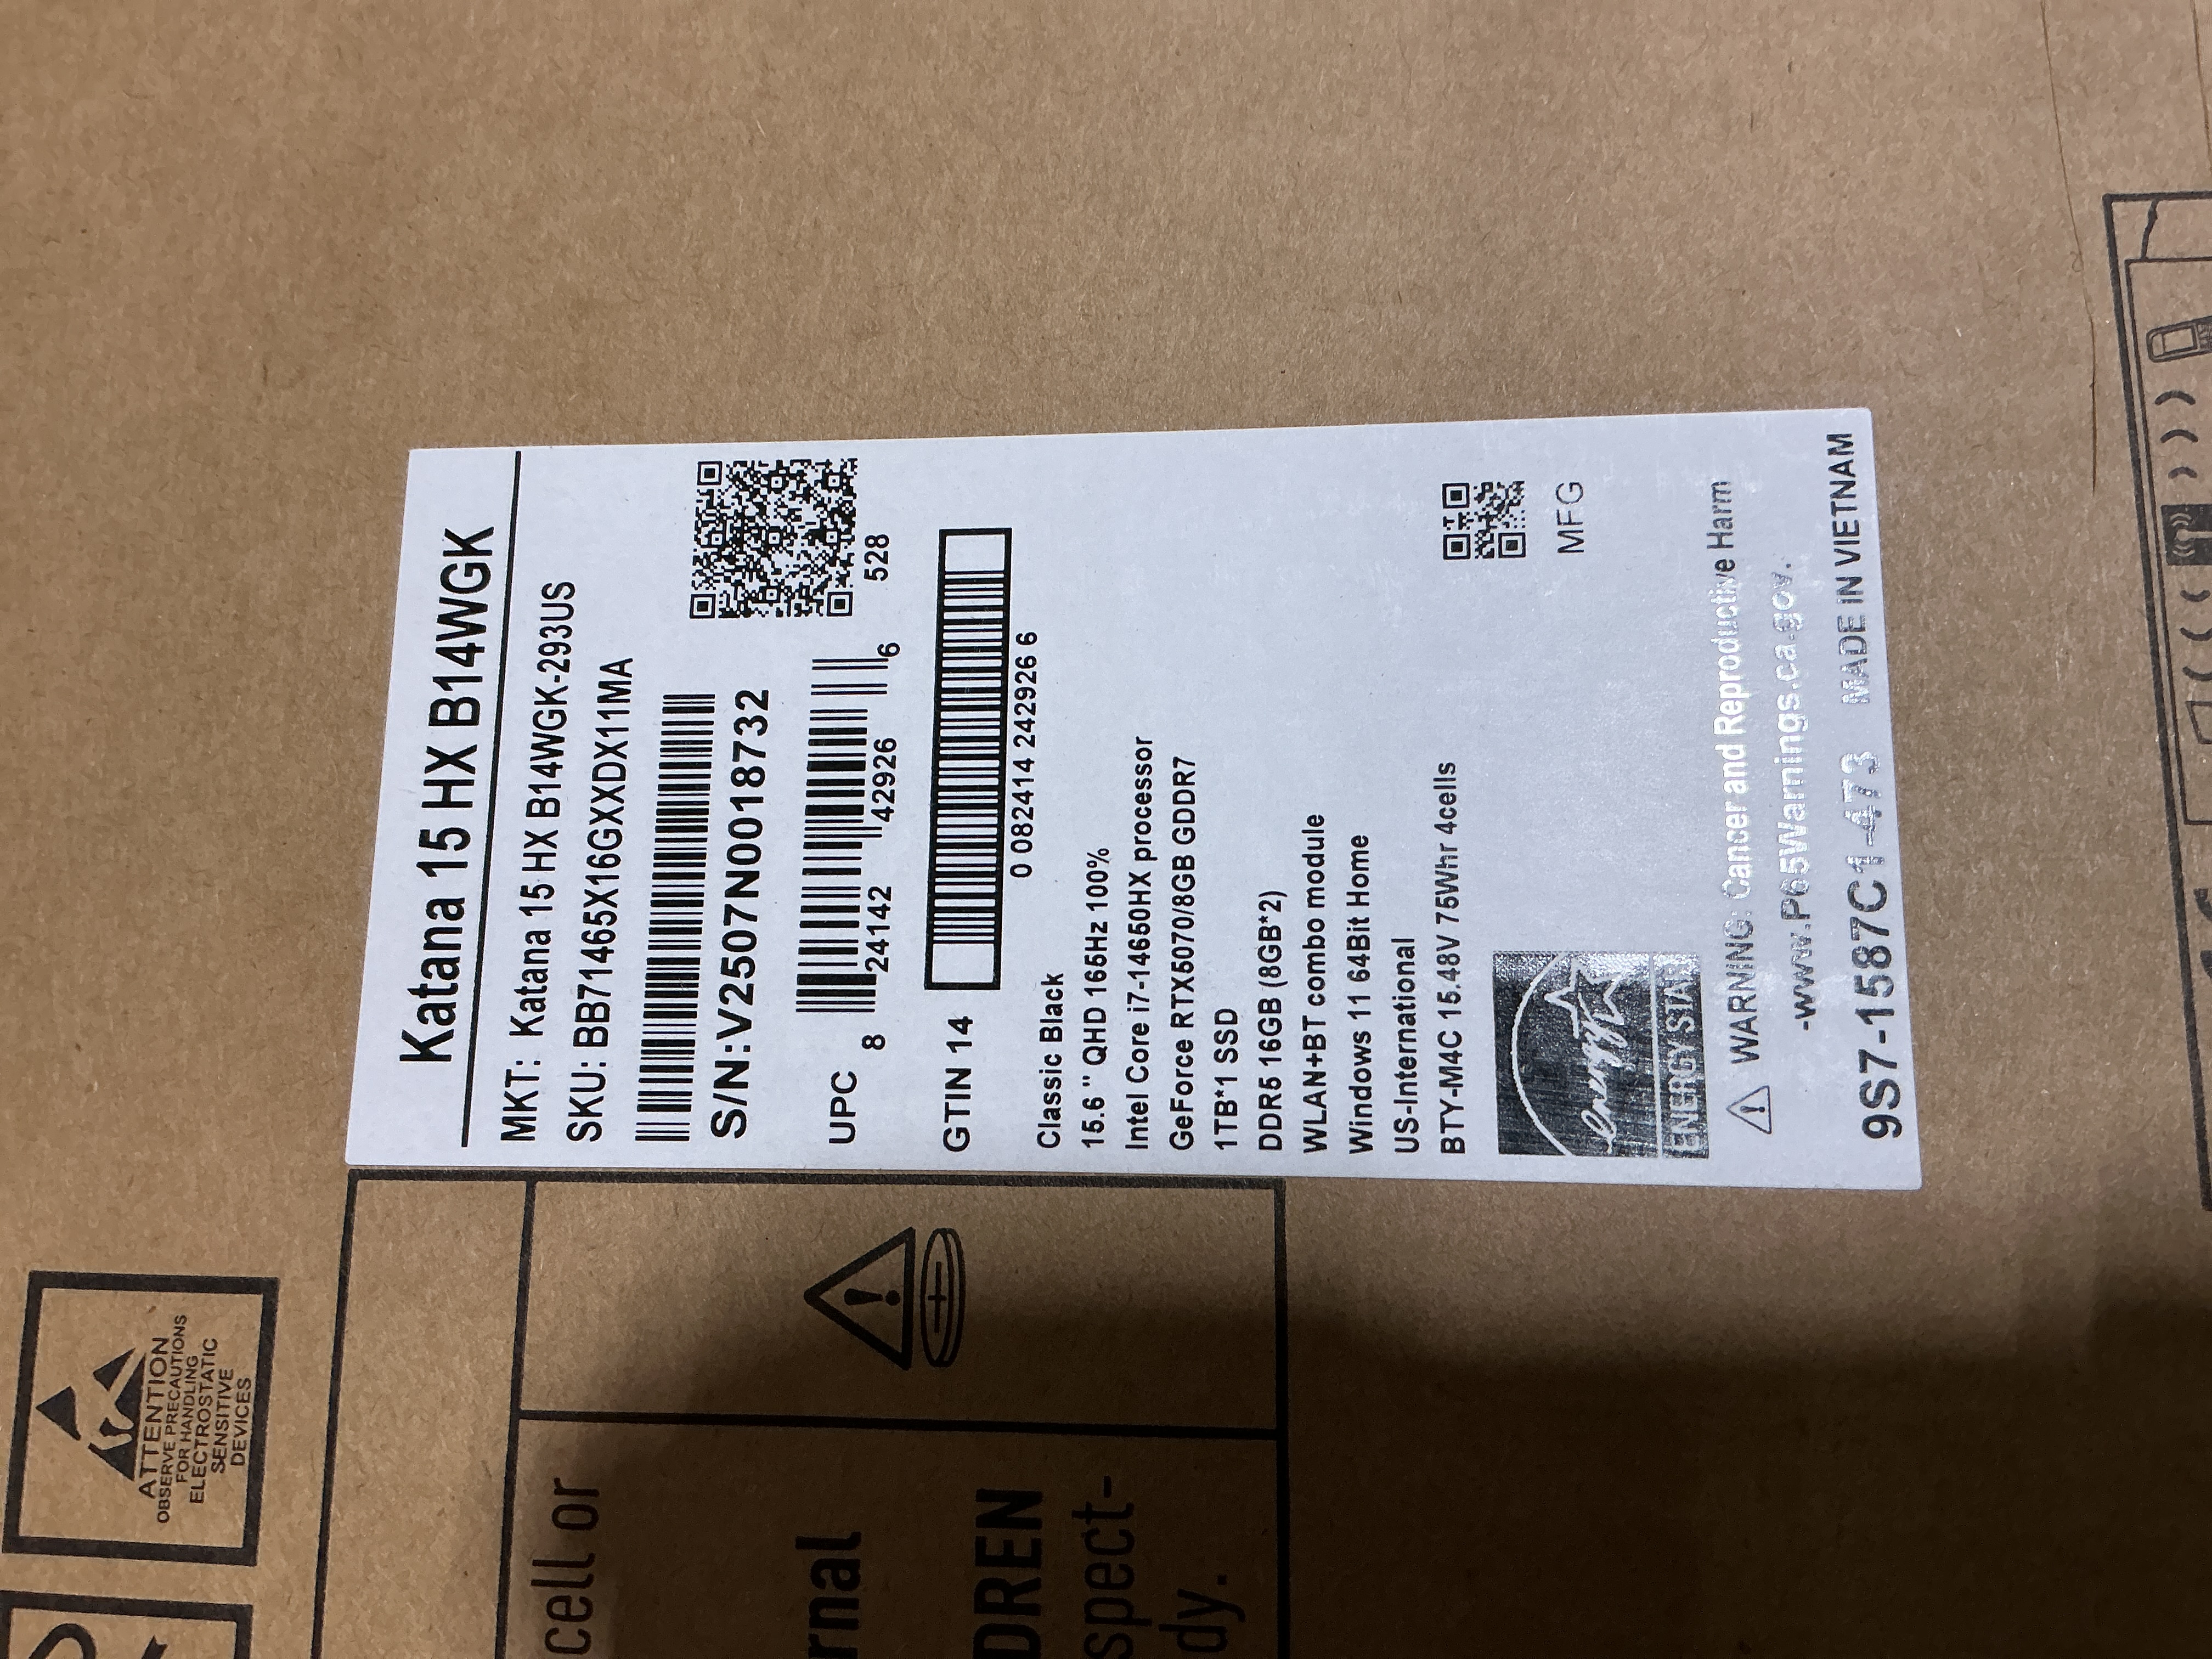 Katana 15 HX B14WGK
MKT: Katana 15 HX B14WGK-293US
SKU: BB71465X16GXXDX11MA
S/N:V2507N0018732
UPC
8 24142 42926 6
528
GTIN 14
0 0824142 42926 6
Classic Black
15.6 " QHD 165Hz 100%
Intel Core i7-14650HX processor
GeForce RTX5070/8GB GDDR7
1TB*1 SSD
DDR5 16GB (8GB*2)
WLAN+BT combo module
Windows 11 64Bit Home
US-International
BTY-M4C 15.48V 75Whr 4cells
MFG
energy
ENERGY STAR
WARNING: Cancer and Reproductive Harm
-www.P65Warnings.ca.gov.
9S7-1587C1-473 MADE IN VIETNAM
ATTENTION
OBSERVE PRECAUTIONS
FOR HANDLING
ELECTROSTATIC
SENSITIVE
DEVICES
cell or
rnal
DREN
spect-
dy.